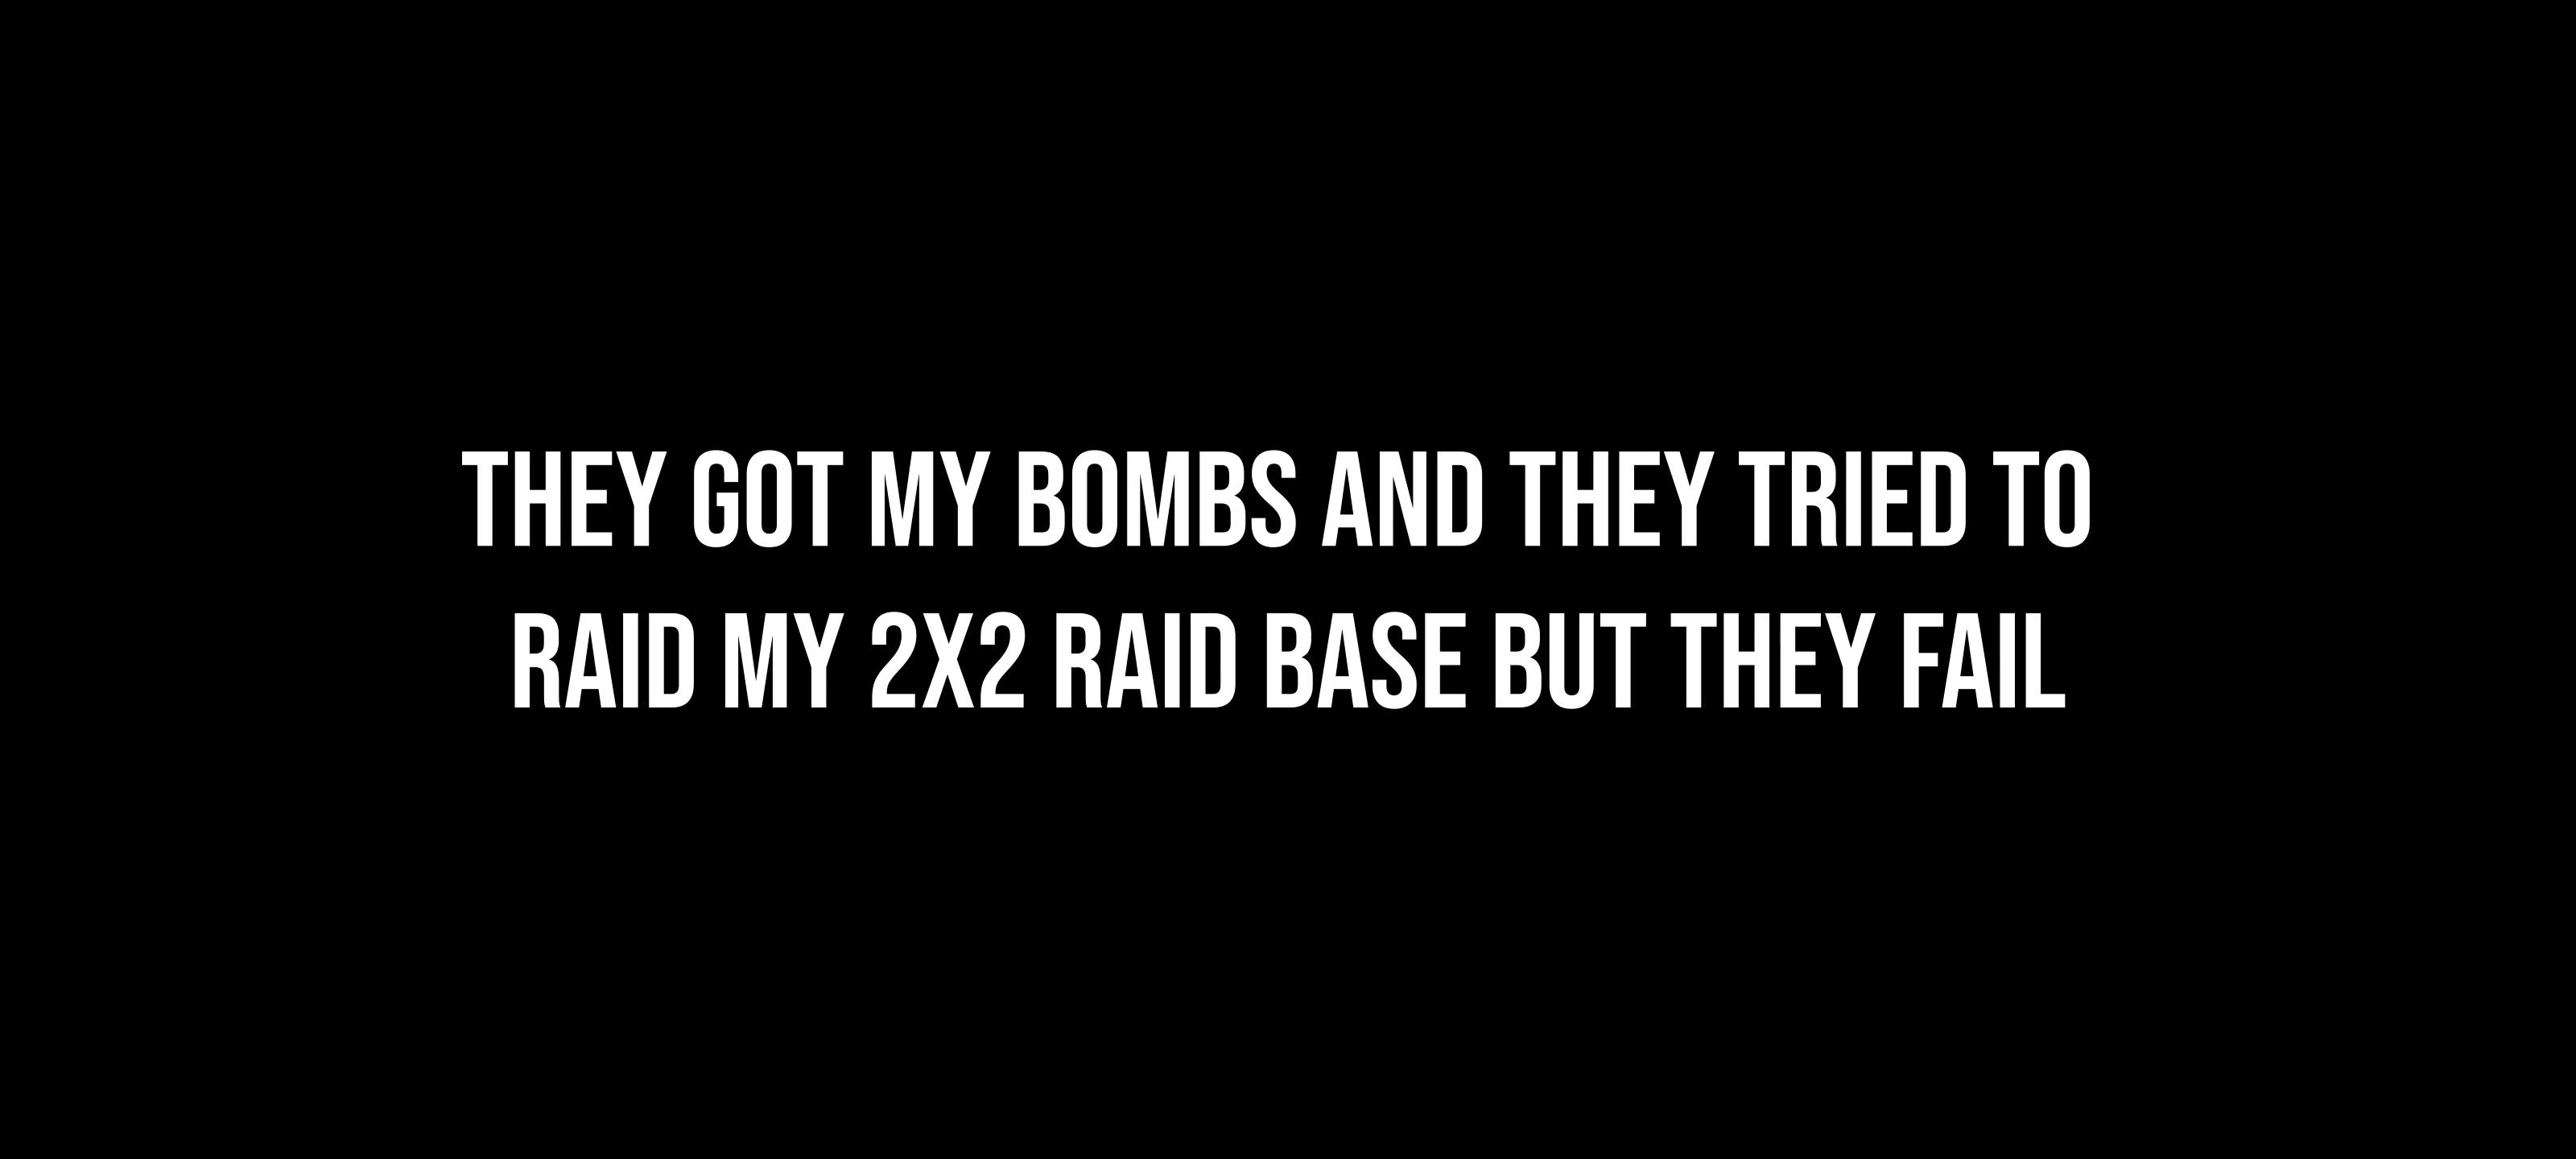 THEY GOT MY BOMBS AND THEY TRIED TO
RAID MY 2X2 RAID BASE BUT THEY FAIL